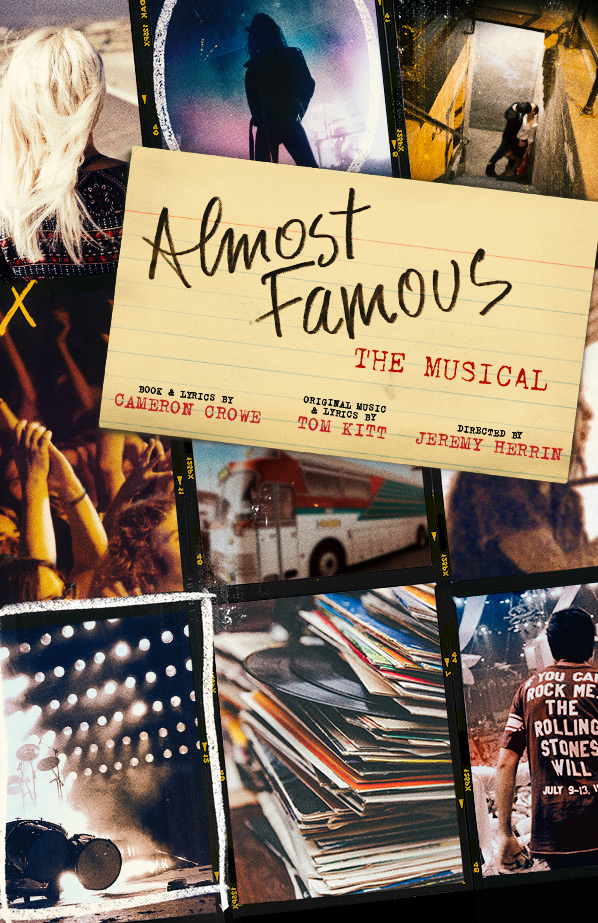 Almost
Famous
THE MUSICAL
BOOK & LYRICS BY
CAMERON CROWE
ORIGINAL MUSIC
& LYRICS BY
TOM KITT
DIRECTED BY
JEREMY HERRIN
X
YOU CAN
ROCK ME
THE
ROLLING
STONES
WILL
JULY 9-13,